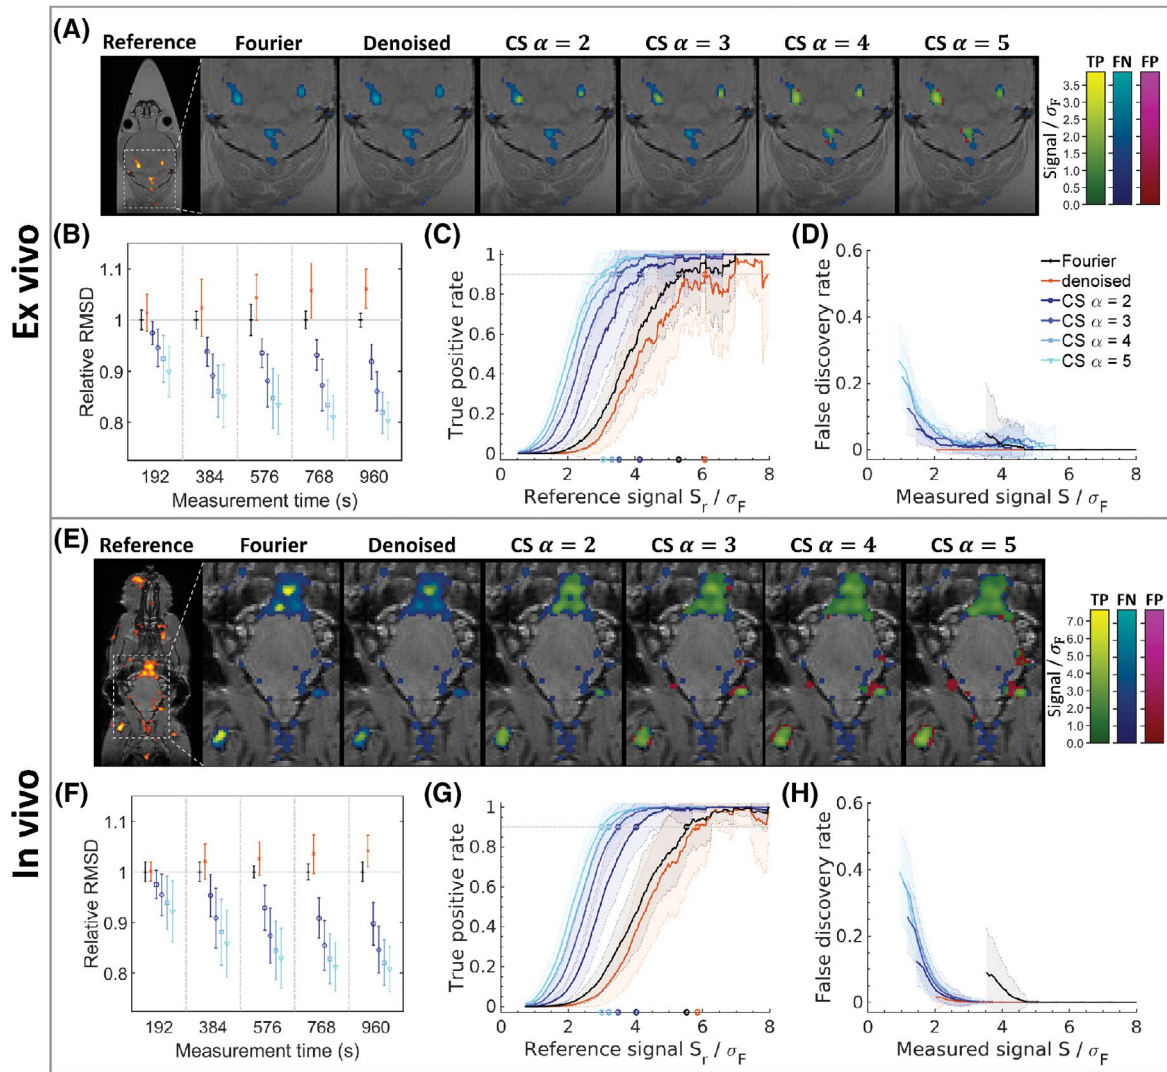 Ex vivo
(A)
Reference Fourier Denoised CS α = 2 CS α = 3 CS α = 4 CS α = 5
TP FN FP
Signal / σF
3.5
3.0
2.5
2.0
1.5
1.0
0.5
0.0
(B)
Relative RMSD
1.1
1
0.9
0.8
192 384 576 768 960
Measurement time (s)
(C)
True positive rate
1
0.8
0.6
0.4
0.2
0
0 2 4 6 8
Reference signal Sr / σF
(D)
False discovery rate
0.6
0.4
0.2
0
0 2 4 6 8
Measured signal S / σF
Fourier
denoised
CS α = 2
CS α = 3
CS α = 4
CS α = 5
In vivo
(E)
Reference Fourier Denoised CS α = 2 CS α = 3 CS α = 4 CS α = 5
TP FN FP
Signal / σF
7.0
6.0
5.0
4.0
3.0
2.0
1.0
0.0
(F)
Relative RMSD
1.1
1
0.9
0.8
192 384 576 768 960
Measurement time (s)
(G)
True positive rate
1
0.8
0.6
0.4
0.2
0
0 2 4 6 8
Reference signal Sr / σF
(H)
False discovery rate
0.6
0.4
0.2
0
0 2 4 6 8
Measured signal S / σF